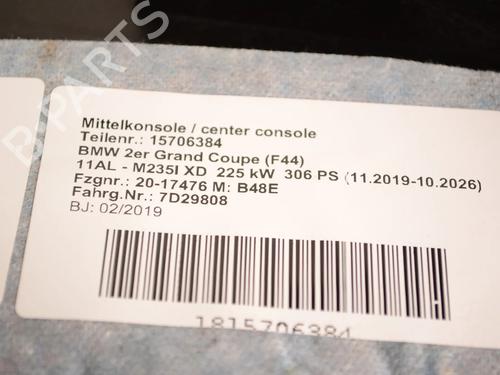 Mittelkonsole / center console
Teilenr.: 15706384
BMW 2er Grand Coupe (F44)
11AL - M235I XD 225 kW 306 PS (11.2019-10.2026)
Fzgnr.: 20-17476 M: B48E
Fahrg.Nr.: 7D29808
BJ: 02/2019
1815706384
B-PARTS